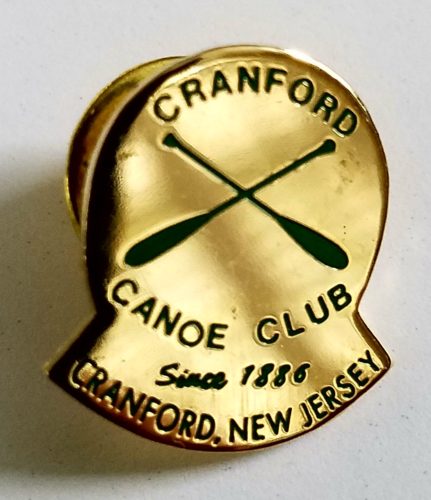 CRANFORD
CANOE CLUB
Since 1886
CRANFORD, NEW JERSEY